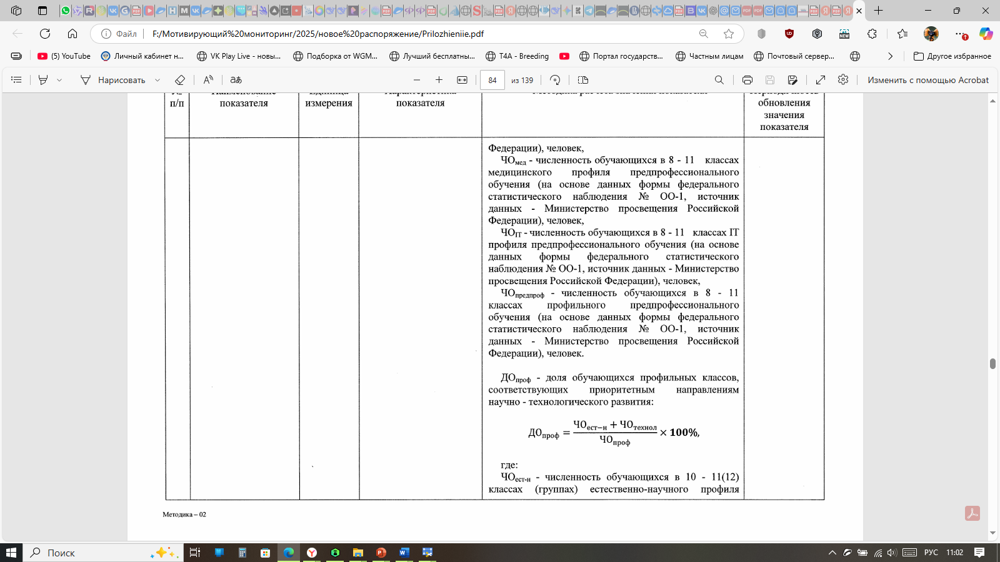 Файл
F:/Мотивирующий%20мониторинг/2025/новое%20распоряжение/Prilozhieniie.pdf
(5) YouTube
Личный кабинет н...
VK Play Live - новы...
Подборка от WGM...
Лучший бесплатны...
T4A - Breeding
Портал государств...
Частным лицам
Почтовый сервер...
Другое избранное
Нарисовать
84
из 139
Изменить с помощью Acrobat
п/п
показателя
измерения
показателя
обновления
значения
показателя
Федерации), человек,
ЧОмед - численность обучающихся в 8 - 11 классах
медицинского профиля предпрофессионального
обучения (на основе данных формы федерального
статистического наблюдения № ОО-1, источник
данных - Министерство просвещения Российской
Федерации), человек,
ЧОIT - численность обучающихся в 8 - 11 классах IT
профиля предпрофессионального обучения (на основе
данных формы федерального статистического
наблюдения № ОО-1, источник данных - Министерство
просвещения Российской Федерации), человек,
ЧОпредпроф - численность обучающихся в 8 - 11
классах профильного предпрофессионального
обучения (на основе данных формы федерального
статистического наблюдения № ОО-1, источник
данных - Министерство просвещения Российской
Федерации), человек.
ДОпроф - доля обучающихся профильных классов,
соответствующих приоритетным направлениям
научно - технологического развития:
ДОпроф = (ЧОест−н + ЧОтехнол) / ЧОпроф × 100%,
где:
ЧОест-н - численность обучающихся в 10 - 11(12)
классах (группах) естественно-научного профиля
Методика – 02
Поиск
РУС
11:02